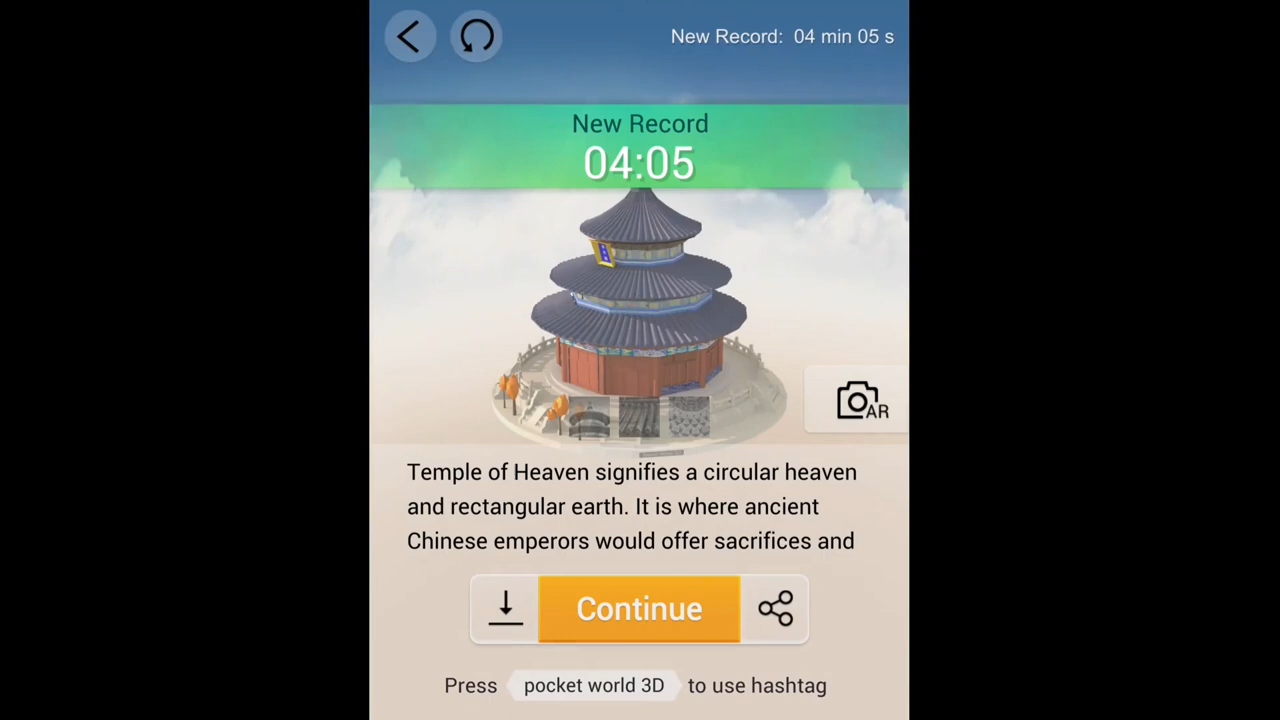 New Record: 04 min 05 s
New Record
04:05
AR
Temple of Heaven signifies a circular heaven
and rectangular earth. It is where ancient
Chinese emperors would offer sacrifices and
Continue
Press pocket world 3D to use hashtag